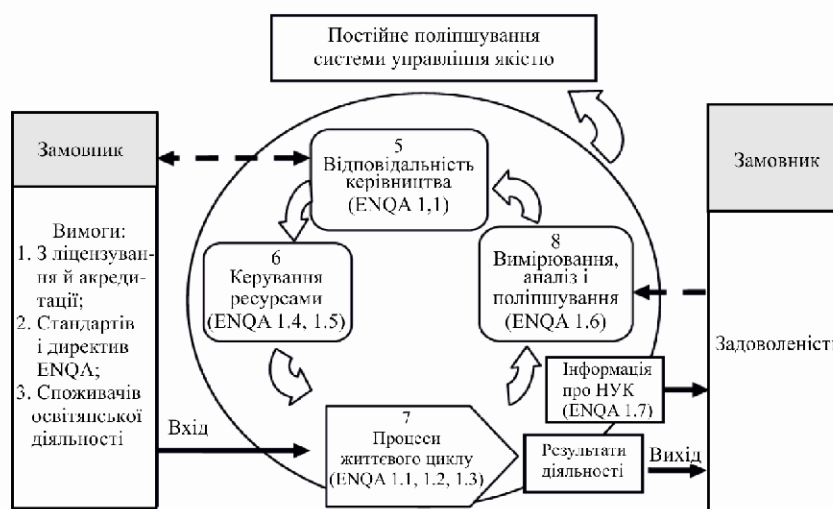 Постійне поліпшування
системи управління якістю
Замовник
Вимоги:
1. З ліцензуван-
ня й акреди-
тації;
2. Стандартів
і директив
ENQA;
3. Споживачів
освітянської
діяльності
Вхід
5
Відповідальність
керівництва
(ENQA 1,1)
6
Керування
ресурсами
(ENQA 1.4, 1.5)
8
Вимірювання,
аналіз і
поліпшування
(ENQA 1.6)
7
Процеси
життєвого циклу
(ENQA 1.1, 1.2, 1.3)
Інформація
про НУК
(ENQA 1.7)
Результати
діяльності
Вихід
Замовник
Задоволеність